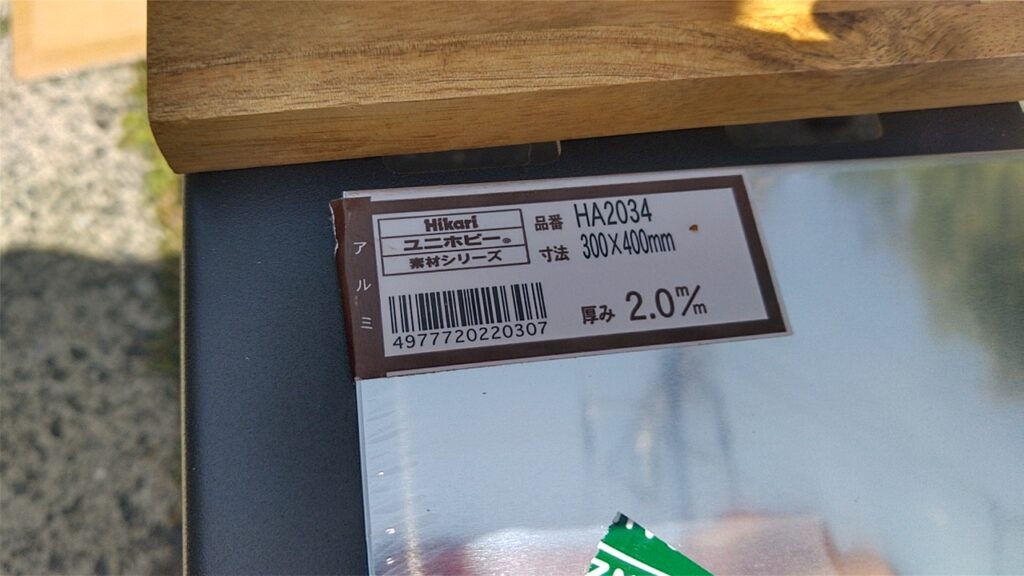 アルミ
Hikari
ユニホビー®
素材シリーズ
品番 HA2034
寸法 300X400mm
4977720220307
厚み 2.0m/m